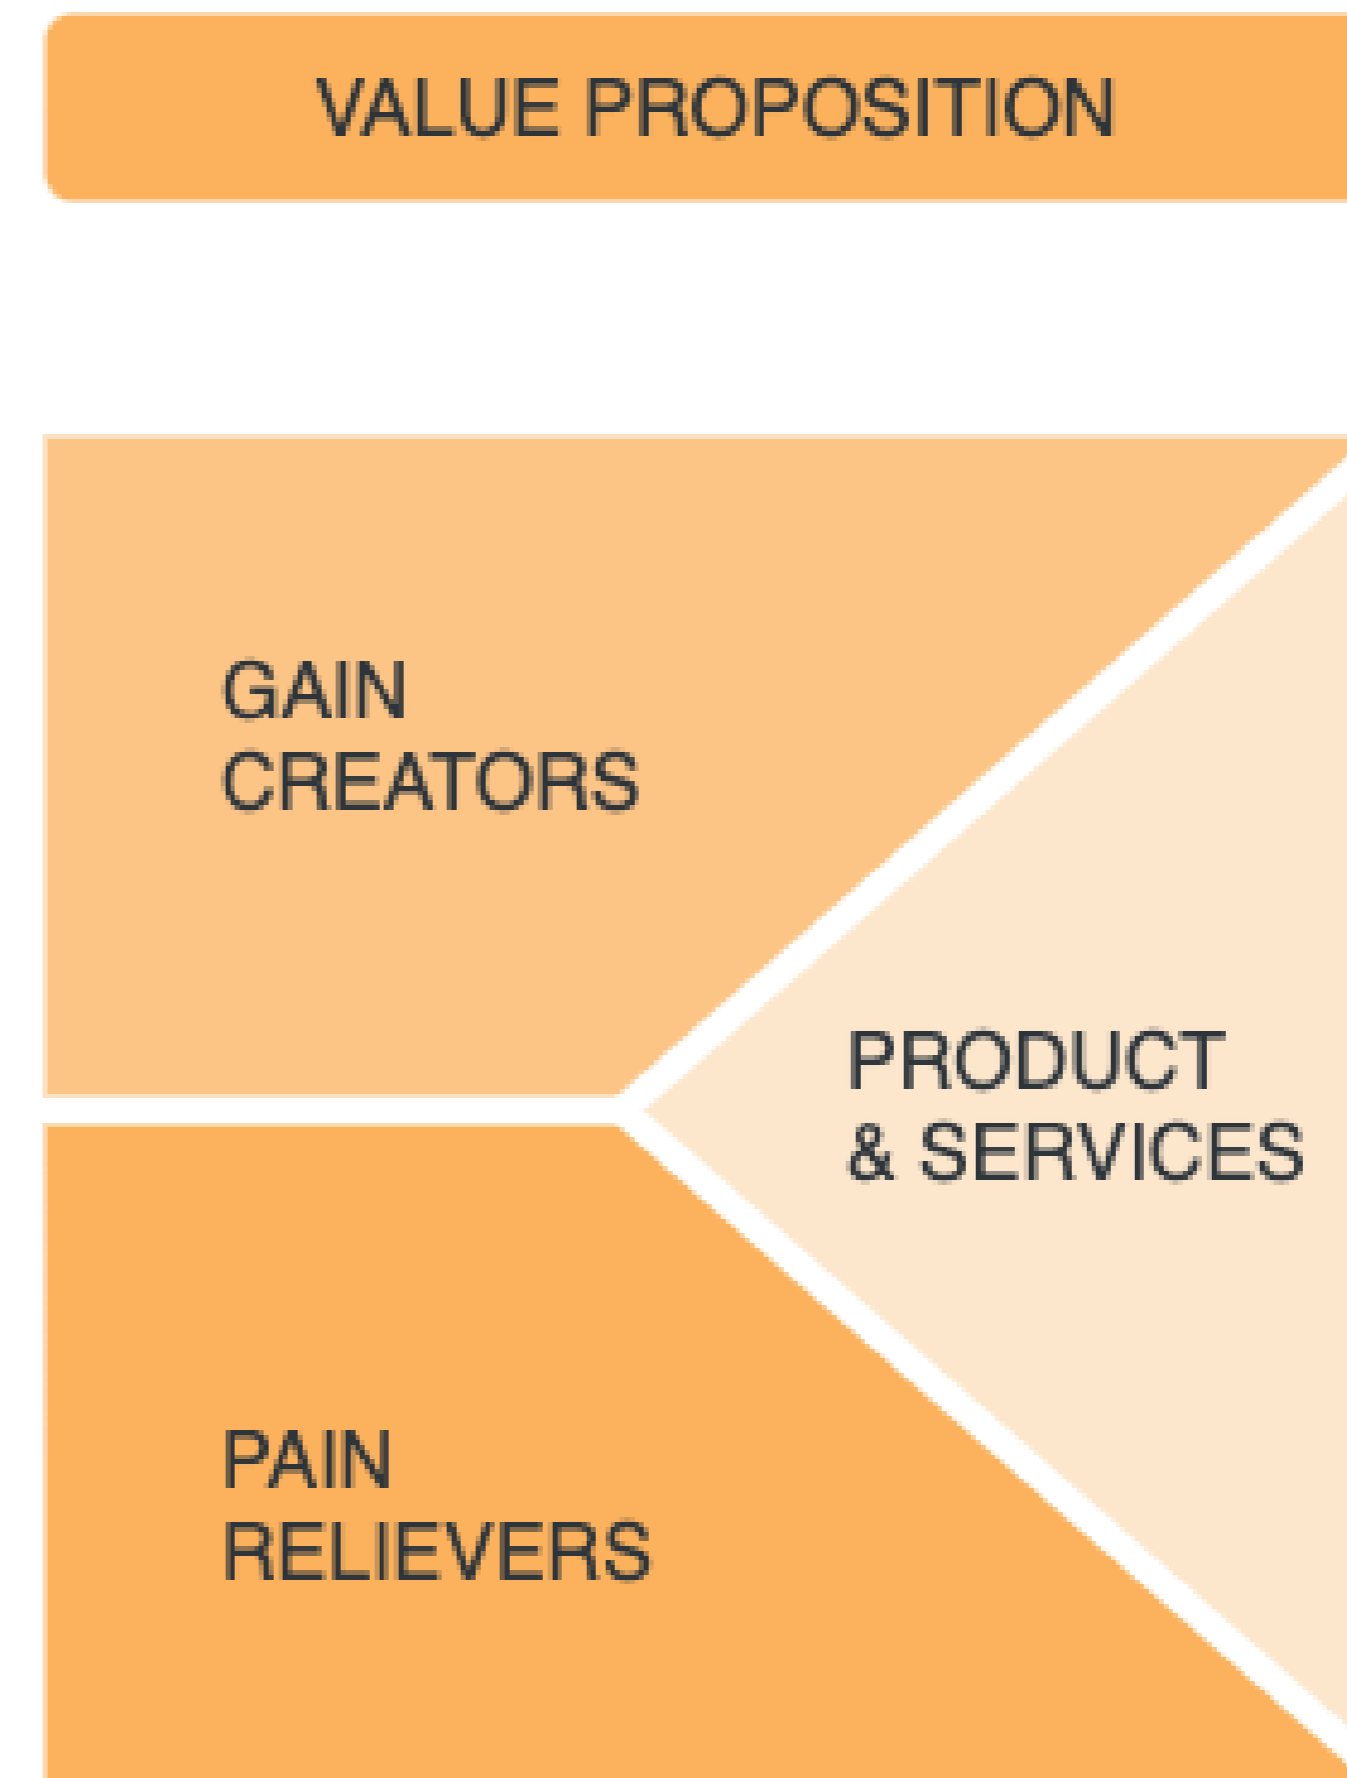 VALUE PROPOSITION
GAIN
CREATORS
PRODUCT
& SERVICES
PAIN
RELIEVERS